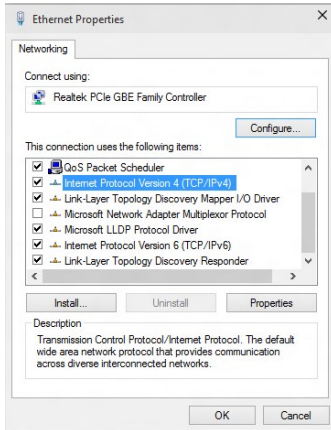 Ethernet Properties
Networking
Connect using:
Realtek PCIe GBE Family Controller
Configure...
This connection uses the following items:
QoS Packet Scheduler
Internet Protocol Version 4 (TCP/IPv4)
Link-Layer Topology Discovery Mapper I/O Driver
Microsoft Network Adapter Multiplexor Protocol
Microsoft LLDP Protocol Driver
Internet Protocol Version 6 (TCP/IPv6)
Link-Layer Topology Discovery Responder
Install... Uninstall Properties
Description
Transmission Control Protocol/Internet Protocol. The default
wide area network protocol that provides communication
across diverse interconnected networks.
OK Cancel